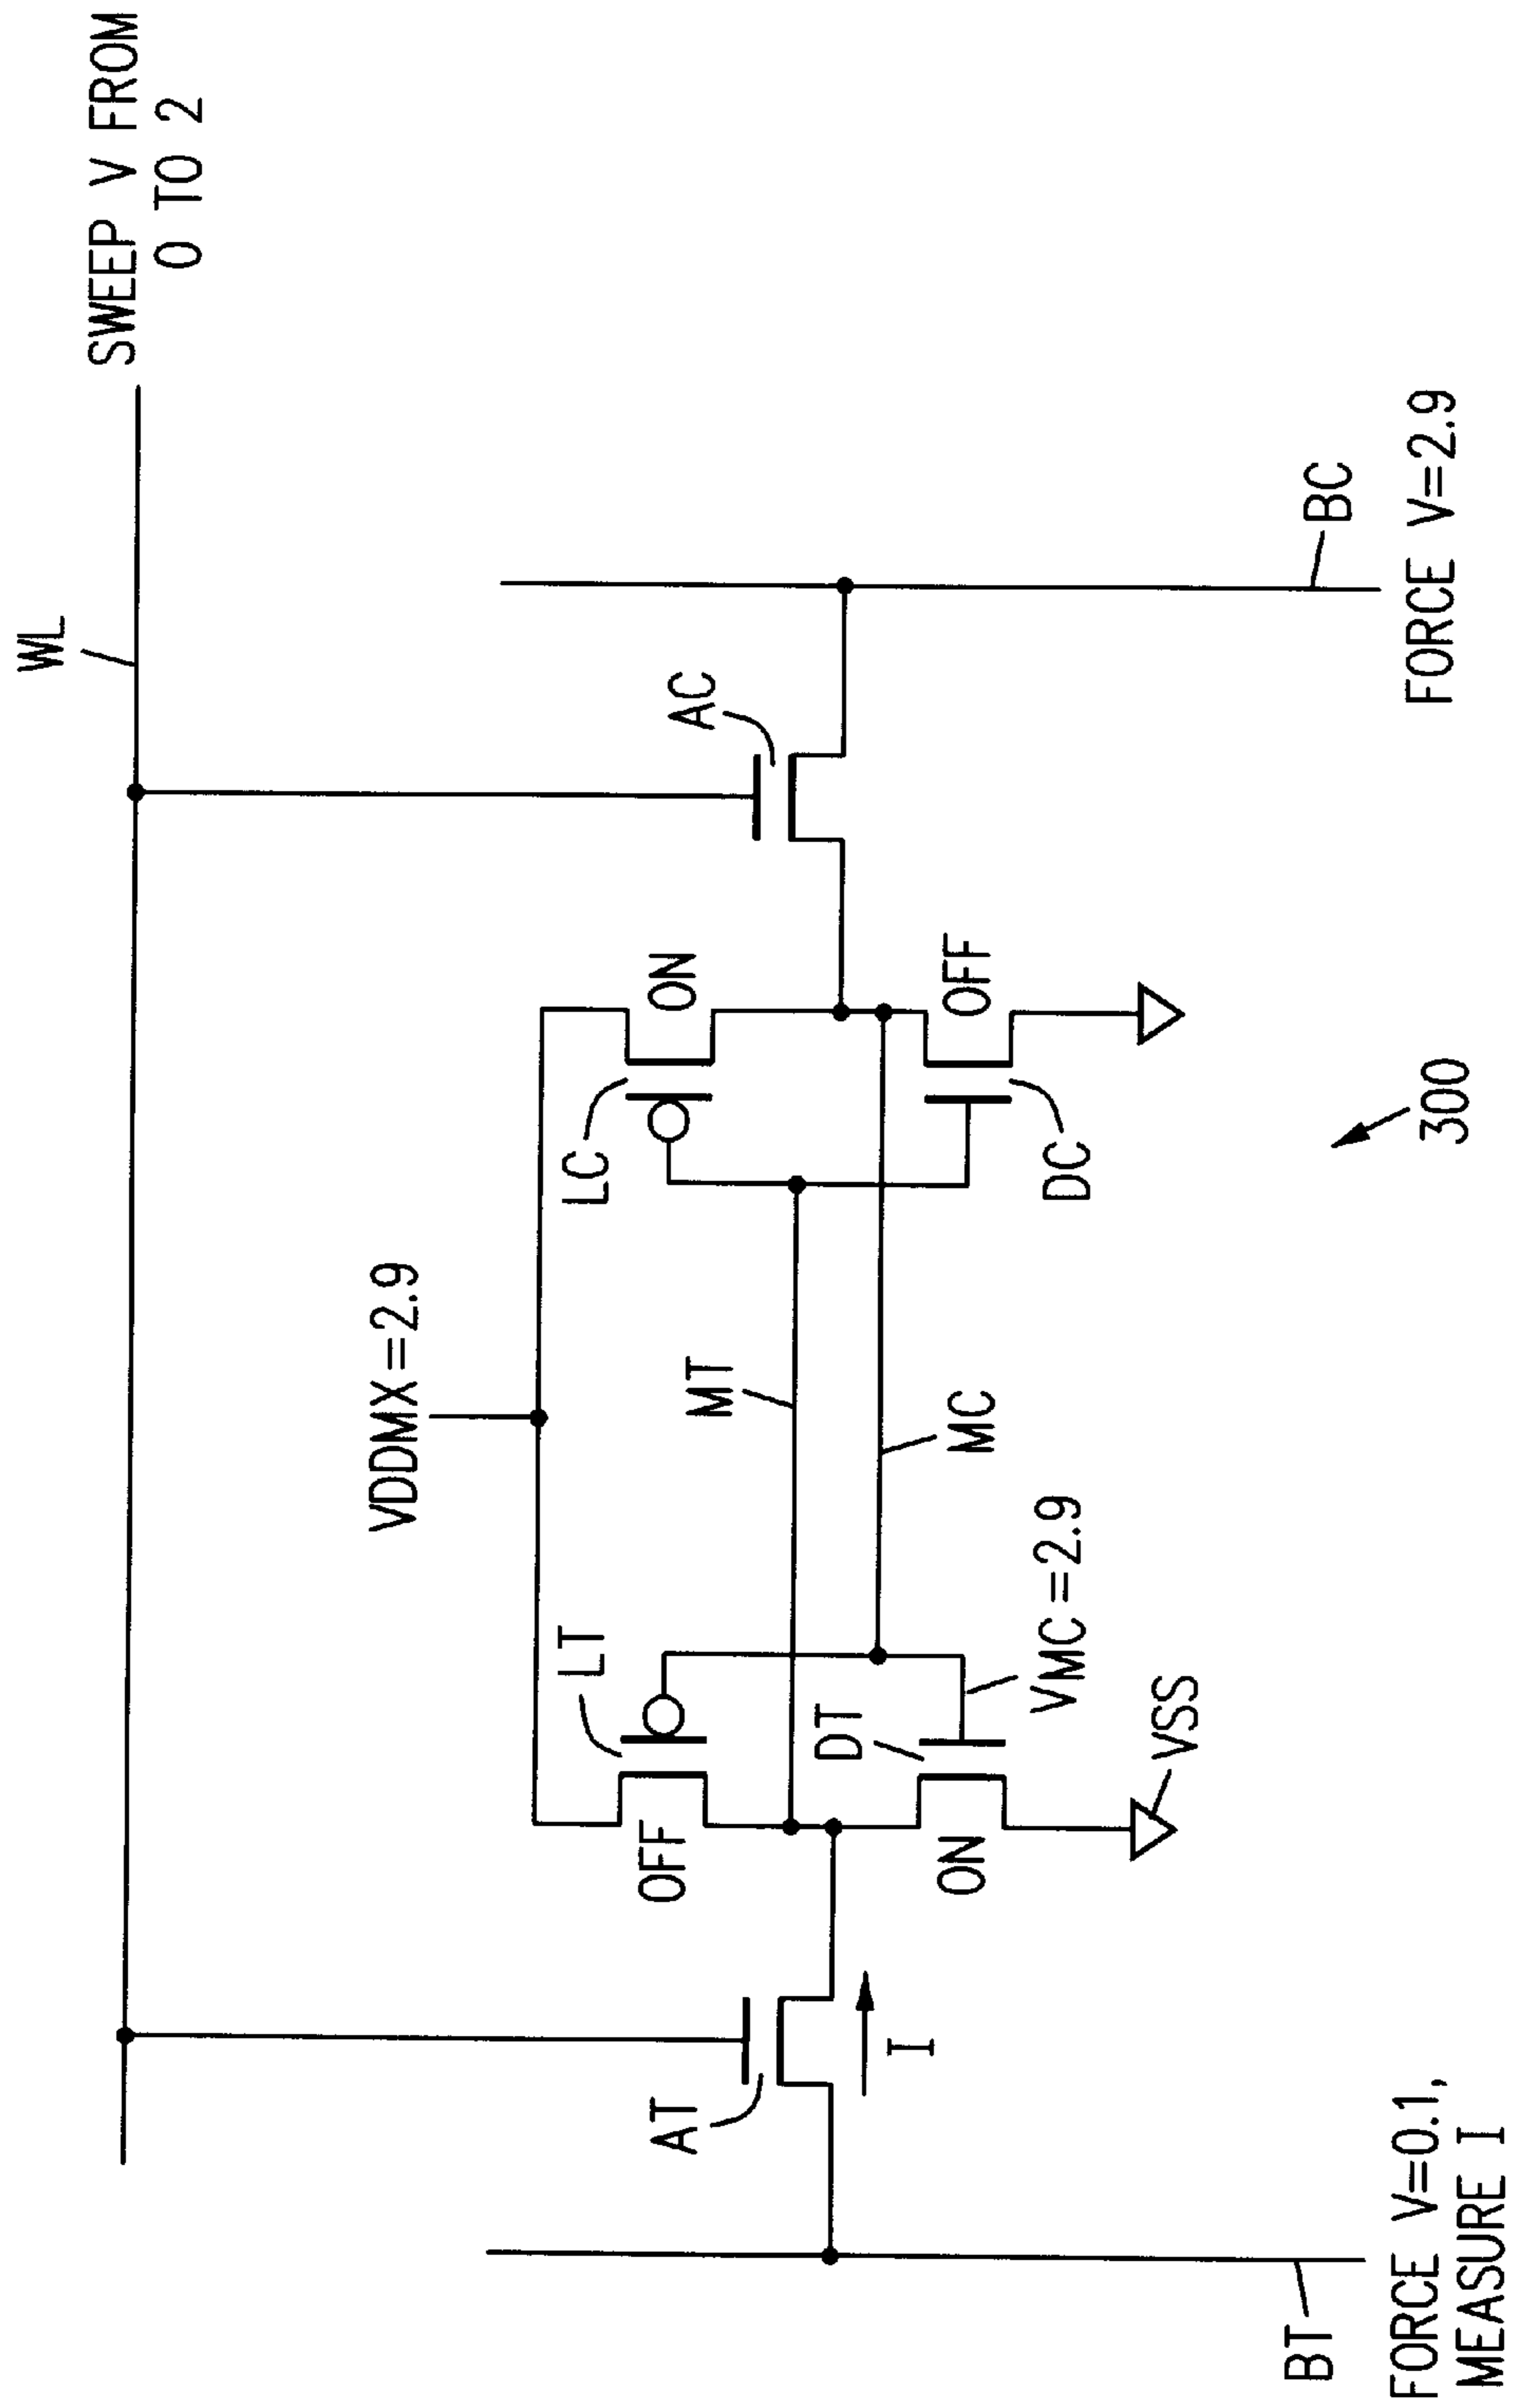 WL
SWEEP V FROM
0 TO 2
VDDMX=2.9
LT
OFF
MT
LC
ON
AC
AT
I
DT
ON
VMC=2.9
VSS
MC
DC
OFF
BT
FORCE V=0.1,
MEASURE I
300
BC
FORCE V=2.9